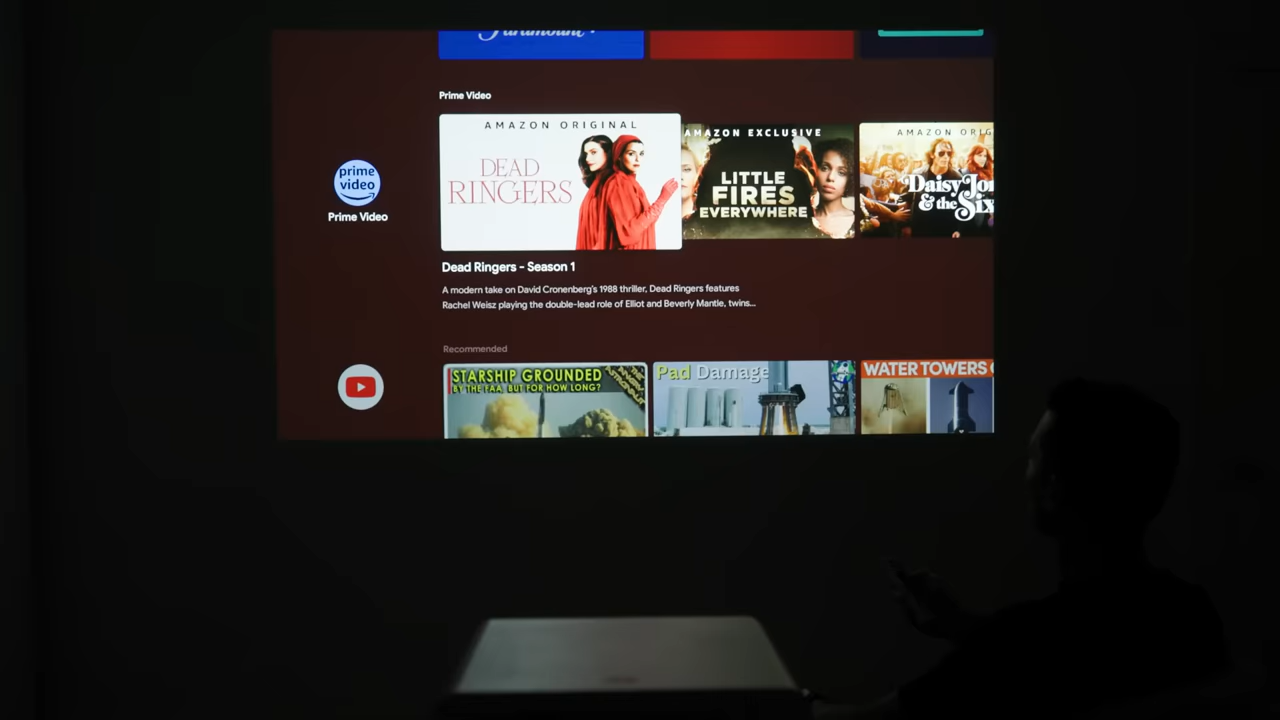 Paramount+
Prime Video
AMAZON ORIGINAL
DEAD
RINGERS
AMAZON EXCLUSIVE
LITTLE
FIRES
EVERYWHERE
AMAZON ORIG
Daisy Jon
& the Six
prime
video
Prime Video
Dead Ringers - Season 1
A modern take on David Cronenberg's 1988 thriller, Dead Ringers features
Rachel Weisz playing the double-lead role of Elliot and Beverly Mantle, twins...
Recommended
STARSHIP GROUNDED
BY THE FAA, BUT FOR HOW LONG?
Pad Damage
WATER TOWERS